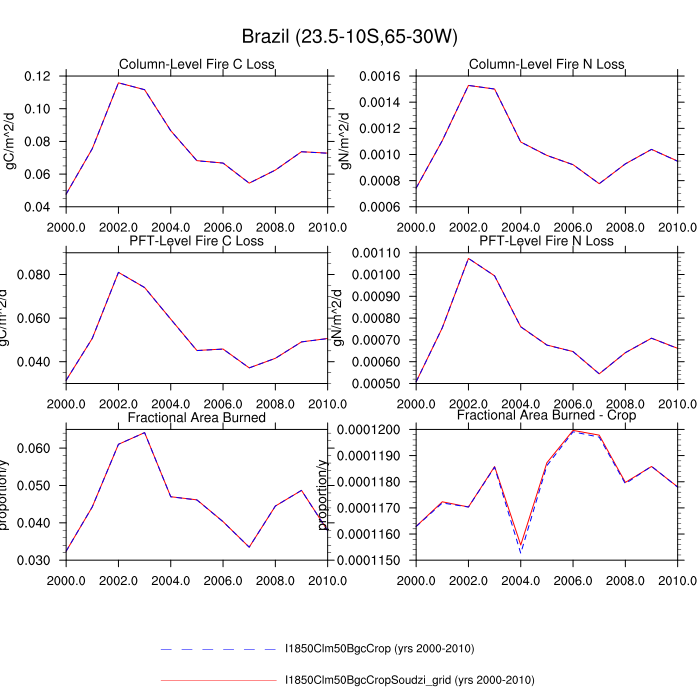 Brazil (23.5-10S,65-30W)
Column-Level Fire C Loss
Column-Level Fire N Loss
gC/m^2/d
0.12
0.10
0.08
0.06
0.04
2000.0 2002.0 2004.0 2006.0 2008.0 2010.0
gN/m^2/d
0.0016
0.0014
0.0012
0.0010
0.0008
0.0006
2000.0 2002.0 2004.0 2006.0 2008.0 2010.0
PFT-Level Fire C Loss
PFT-Level Fire N Loss
gC/m^2/d
0.080
0.060
0.040
2000.0 2002.0 2004.0 2006.0 2008.0 2010.0
gN/m^2/d
0.00110
0.00100
0.00090
0.00080
0.00070
0.00060
0.00050
2000.0 2002.0 2004.0 2006.0 2008.0 2010.0
Fractional Area Burned
Fractional Area Burned - Crop
proportion/y
0.060
0.050
0.040
0.030
2000.0 2002.0 2004.0 2006.0 2008.0 2010.0
proportion/y
0.0001200
0.0001190
0.0001180
0.0001170
0.0001160
0.0001150
2000.0 2002.0 2004.0 2006.0 2008.0 2010.0
I1850Clm50BgcCrop (yrs 2000-2010)
I1850Clm50BgcCropSoudzi_grid (yrs 2000-2010)